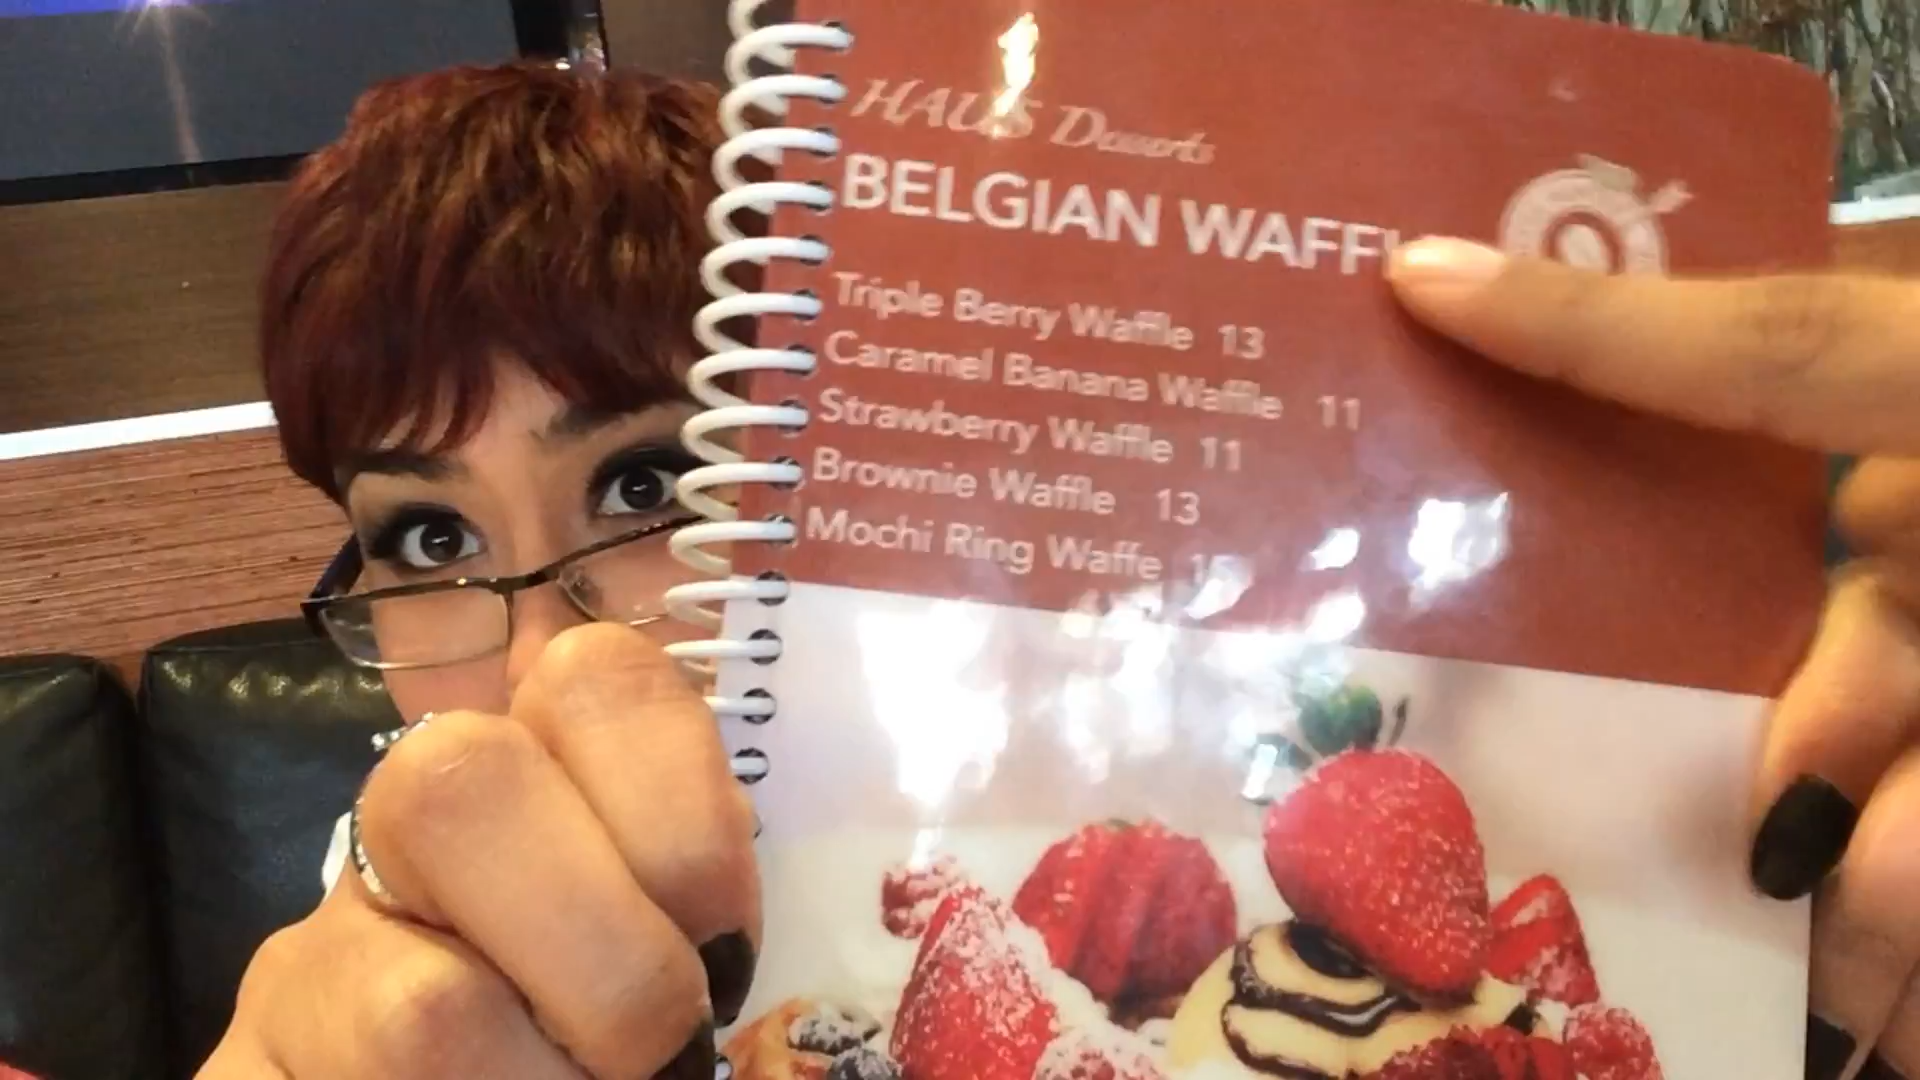 HAUS Desserts
BELGIAN WAFFL
Triple Berry Waffle 13
Caramel Banana Waffle 11
Strawberry Waffle 11
Brownie Waffle 13
Mochi Ring Waffe